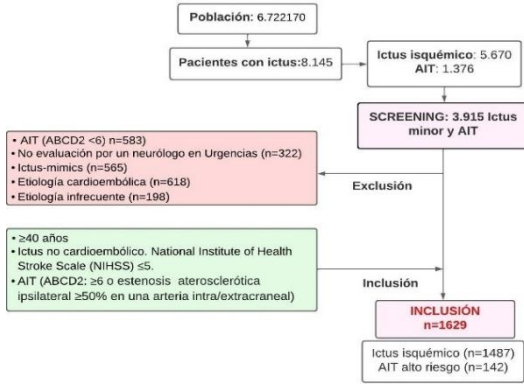 Población: 6.722170
Pacientes con ictus:8.145
Ictus isquémico: 5.670
AIT: 1.376
SCREENING: 3.915 Ictus
minor y AIT
• AIT (ABCD2 <6) n=583)
• No evaluación por un neurólogo en Urgencias (n=322)
• Ictus-mimics (n=565)
• Etiología cardioembólica (n=618)
• Etiología infrecuente (n=198)
Exclusión
• ≥40 años
• Ictus no cardioembólico. National Institute of Health
Stroke Scale (NIHSS) ≤5.
• AIT (ABCD2: ≥6 o estenosis aterosclerótica
ipsilateral ≥50% en una arteria intra/extracraneal)
Inclusión
INCLUSIÓN
n=1629
Ictus isquémico (n=1487)
AIT alto riesgo (n=142)